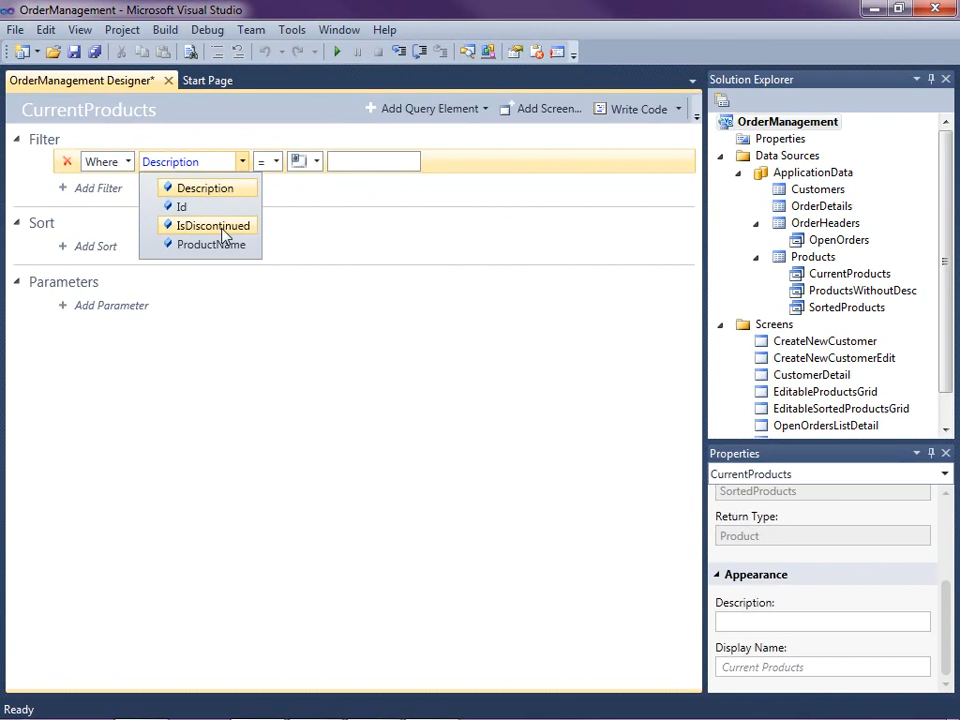 OrderManagement - Microsoft Visual Studio
File Edit View Project Build Debug Team Tools Window Help
OrderManagement Designer* Start Page
CurrentProducts
Add Query Element Add Screen... Write Code
Filter
Where Description =
Add Filter
Description
Id
IsDiscontinued
ProductName
Sort
Add Sort
Parameters
Add Parameter
Solution Explorer
OrderManagement
Properties
Data Sources
ApplicationData
Customers
OrderDetails
OrderHeaders
OpenOrders
Products
CurrentProducts
ProductsWithoutDesc
SortedProducts
Screens
CreateNewCustomer
CreateNewCustomerEdit
CustomerDetail
EditableProductsGrid
EditableSortedProductsGrid
OpenOrdersListDetail
Properties
CurrentProducts
SortedProducts
Return Type:
Product
Appearance
Description:
Display Name:
Current Products
Ready